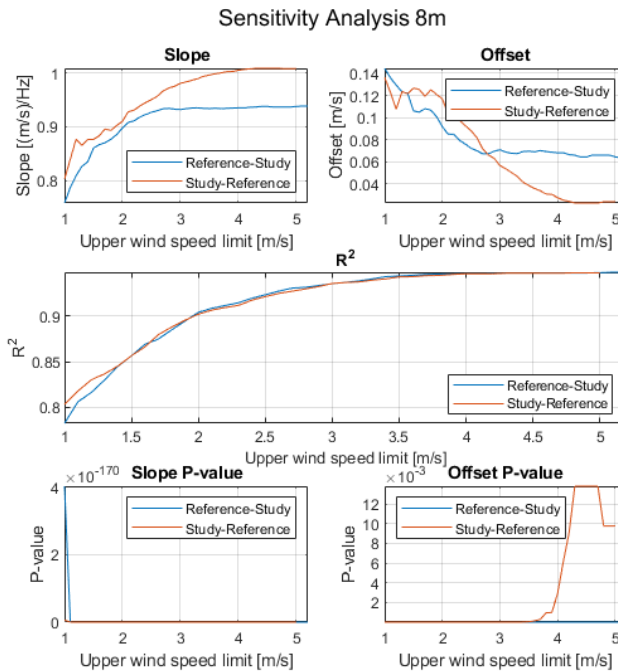 Sensitivity Analysis 8m
Slope
Slope [(m/s)/Hz]
1
0.9
0.8
Reference-Study
Study-Reference
1 2 3 4 5
Upper wind speed limit [m/s]
Offset
Offset [m/s]
0.14
0.12
0.1
0.08
0.06
0.04
Reference-Study
Study-Reference
1 2 3 4 5
Upper wind speed limit [m/s]
R²
R²
0.9
0.85
0.8
Reference-Study
Study-Reference
1 1.5 2 2.5 3 3.5 4 4.5 5
Upper wind speed limit [m/s]
Slope P-value
×10⁻¹⁷⁰
P-value
4
2
0
Reference-Study
Study-Reference
1 2 3 4 5
Upper wind speed limit [m/s]
Offset P-value
×10⁻³
P-value
12
10
8
6
4
2
Reference-Study
Study-Reference
1 2 3 4 5
Upper wind speed limit [m/s]